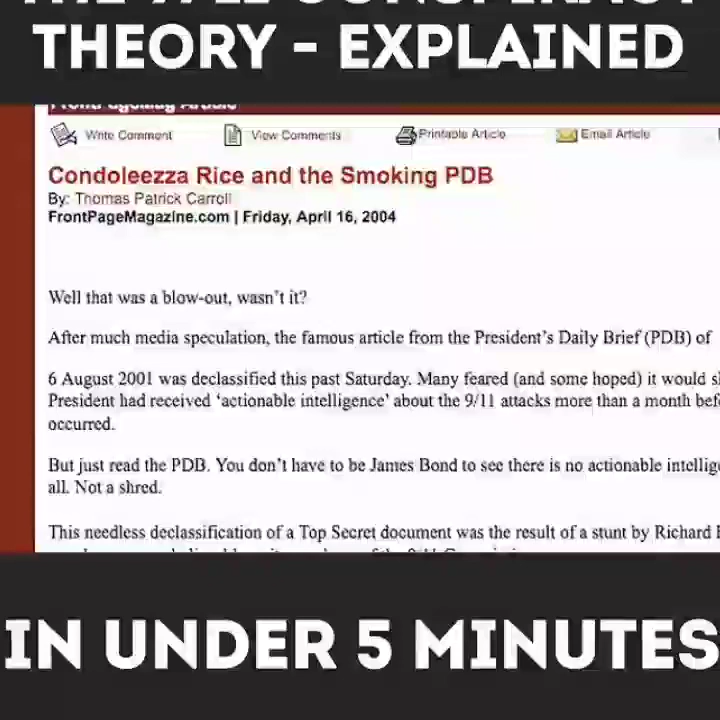 THEORY - EXPLAINED
FrontPageMag Article
Write Comment View Comments Printable Article Email Article
Condoleezza Rice and the Smoking PDB
By: Thomas Patrick Carroll
FrontPageMagazine.com | Friday, April 16, 2004
Well that was a blow-out, wasn't it?
After much media speculation, the famous article from the President's Daily Brief (PDB) of
6 August 2001 was declassified this past Saturday. Many feared (and some hoped) it would
President had received 'actionable intelligence' about the 9/11 attacks more than a month
occurred.
But just read the PDB. You don't have to be James Bond to see there is no actionable
all. Not a shred.
This needless declassification of a Top Secret document was the result of a stunt by Richard
IN UNDER 5 MINUTES